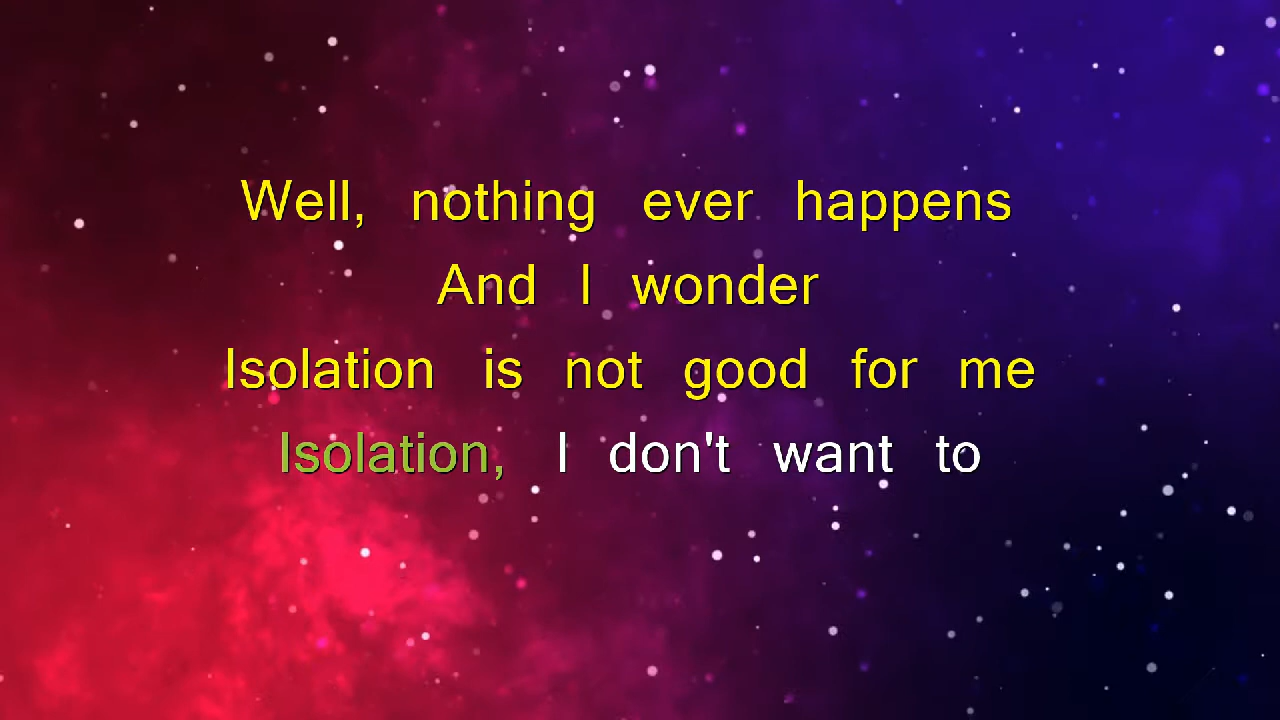 Well, nothing ever happens
And I wonder
Isolation is not good for me
Isolation, I don't want to